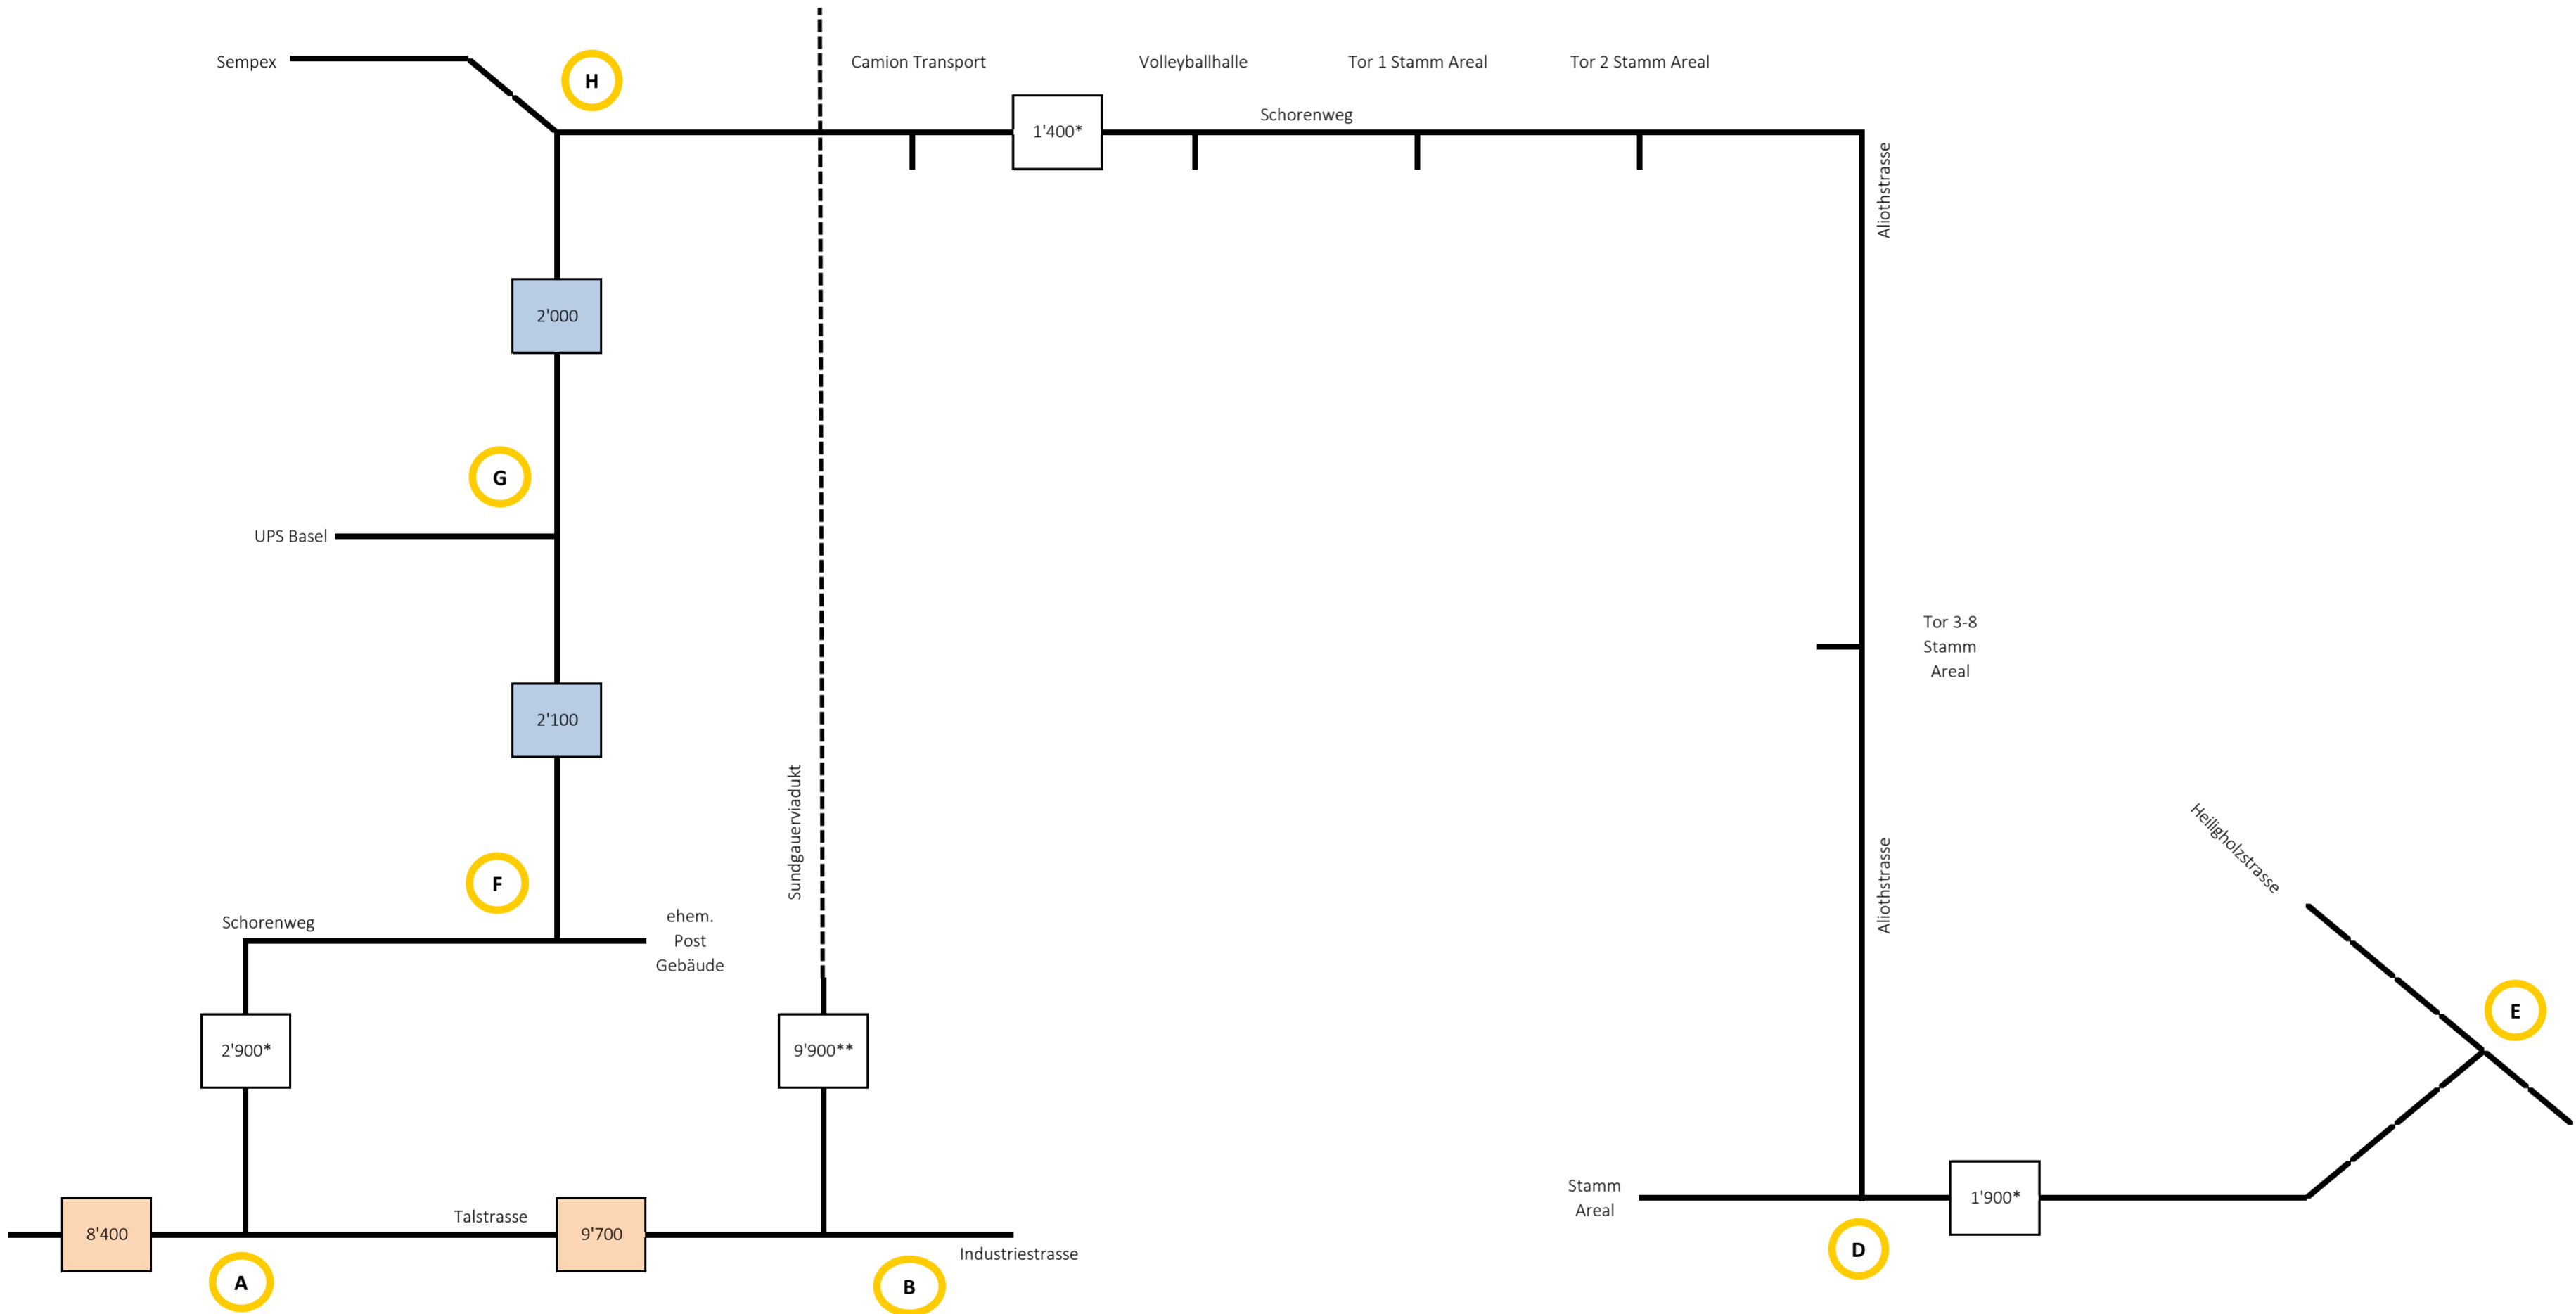 Sempex
H
Camion Transport
Volleyballhalle
Tor 1 Stamm Areal
Tor 2 Stamm Areal
Schorenweg
1'400*
Aliothstrasse
2'000
G
UPS Basel
Tor 3-8
Stamm
Areal
2'100
Sundgauerviadukt
Aliothstrasse
Heiligholzstrasse
F
Schorenweg
ehem.
Post
Gebäude
E
2'900*
9'900**
Stamm
Areal
1'900*
8'400
Talstrasse
9'700
Industriestrasse
D
A
B